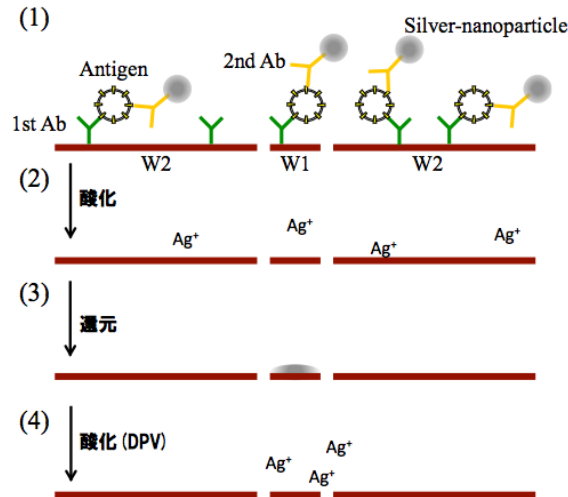 (1)
Silver-nanoparticle
Antigen
2nd Ab
1st Ab
W2
W1
W2
(2)
酸化
Ag+
Ag+
Ag+
Ag+
(3)
還元
(4)
酸化(DPV)
Ag+
Ag+
Ag+